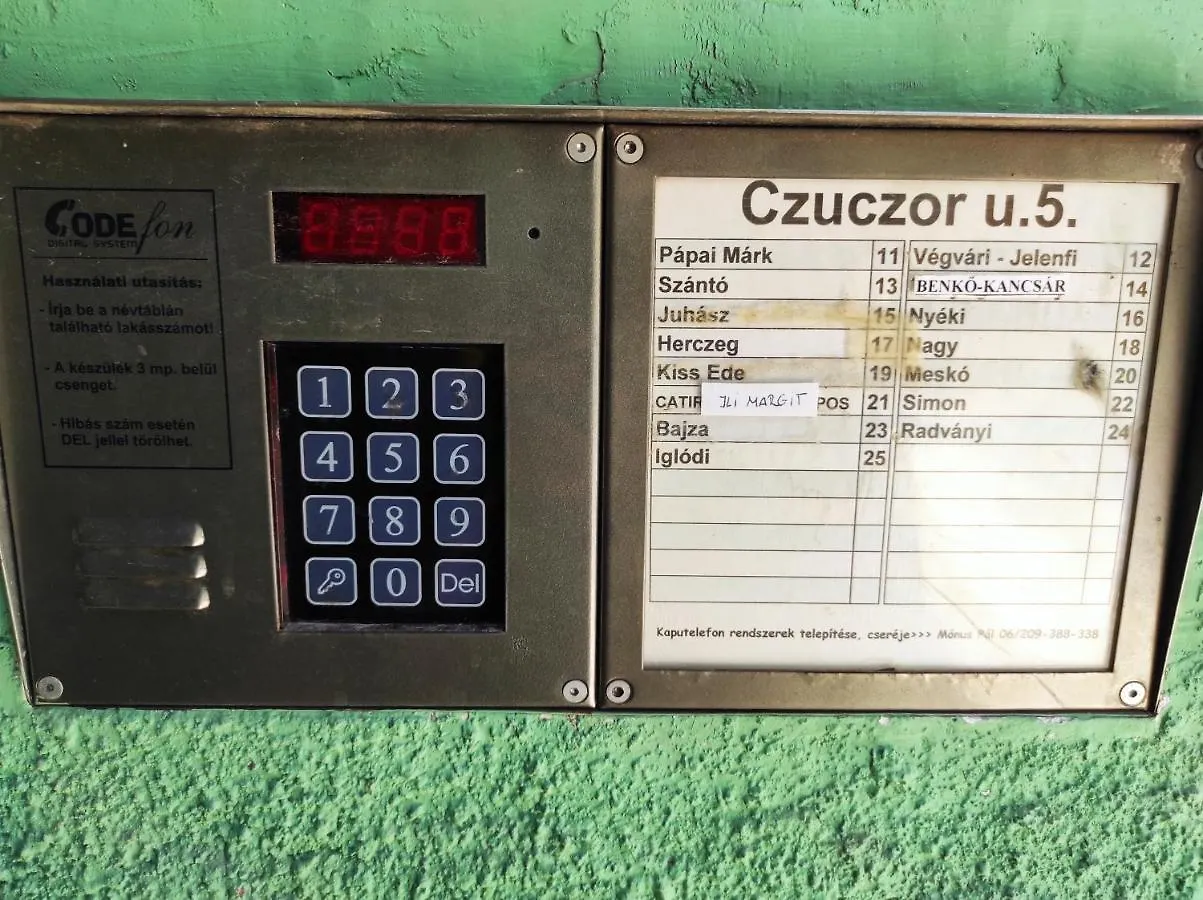 CODEfon
DIGITAL SYSTEM
Használati utasítás:
- Írja be a névtáblán
található lakásszámot!
- A készülék 3 mp. belül
csenget.
- Hibás szám esetén
DEL jellel törölhet.
1 2 3
4 5 6
7 8 9
0 Del
Czuczor u.5.
Pápai Márk 11 Végvári - Jelenfi 12
Szántó 13 BENKŐ-KANCSÁR 14
Juhász 15 Nyéki 16
Herczeg 17 Nagy 18
Kiss Ede 19 Meskó 20
MARGIT 21 Simon 22
Bajza 23 Radványi 24
Iglódi 25
Kaputelefon rendszerek telepítése, cseréje>>> Mónus Pál 06/209-388-338